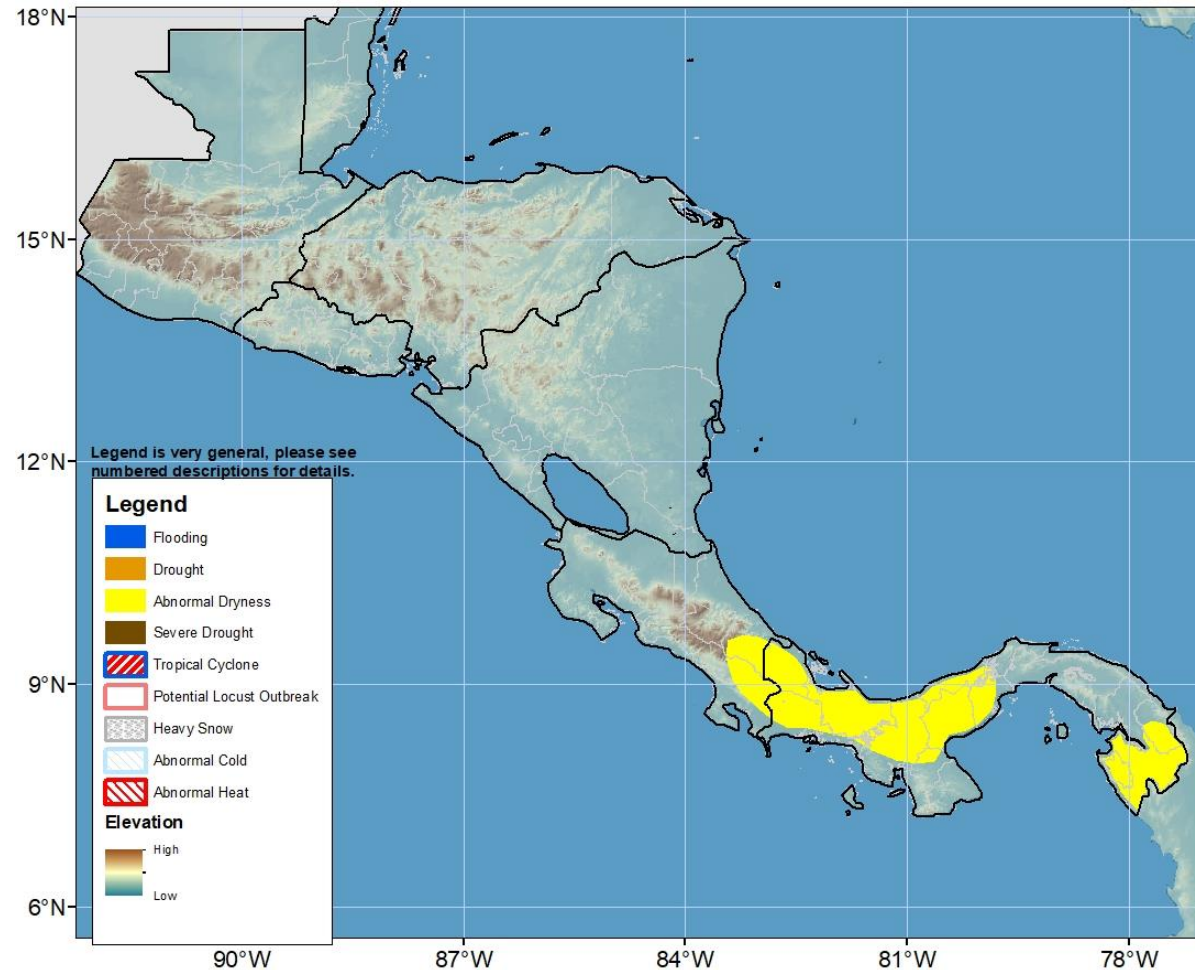 18°N
15°N
12°N
9°N
6°N
90°W
87°W
84°W
81°W
78°W
Legend is very general, please see
numbered descriptions for details.
Legend
Flooding
Drought
Abnormal Dryness
Severe Drought
Tropical Cyclone
Potential Locust Outbreak
Heavy Snow
Abnormal Cold
Abnormal Heat
Elevation
High
Low